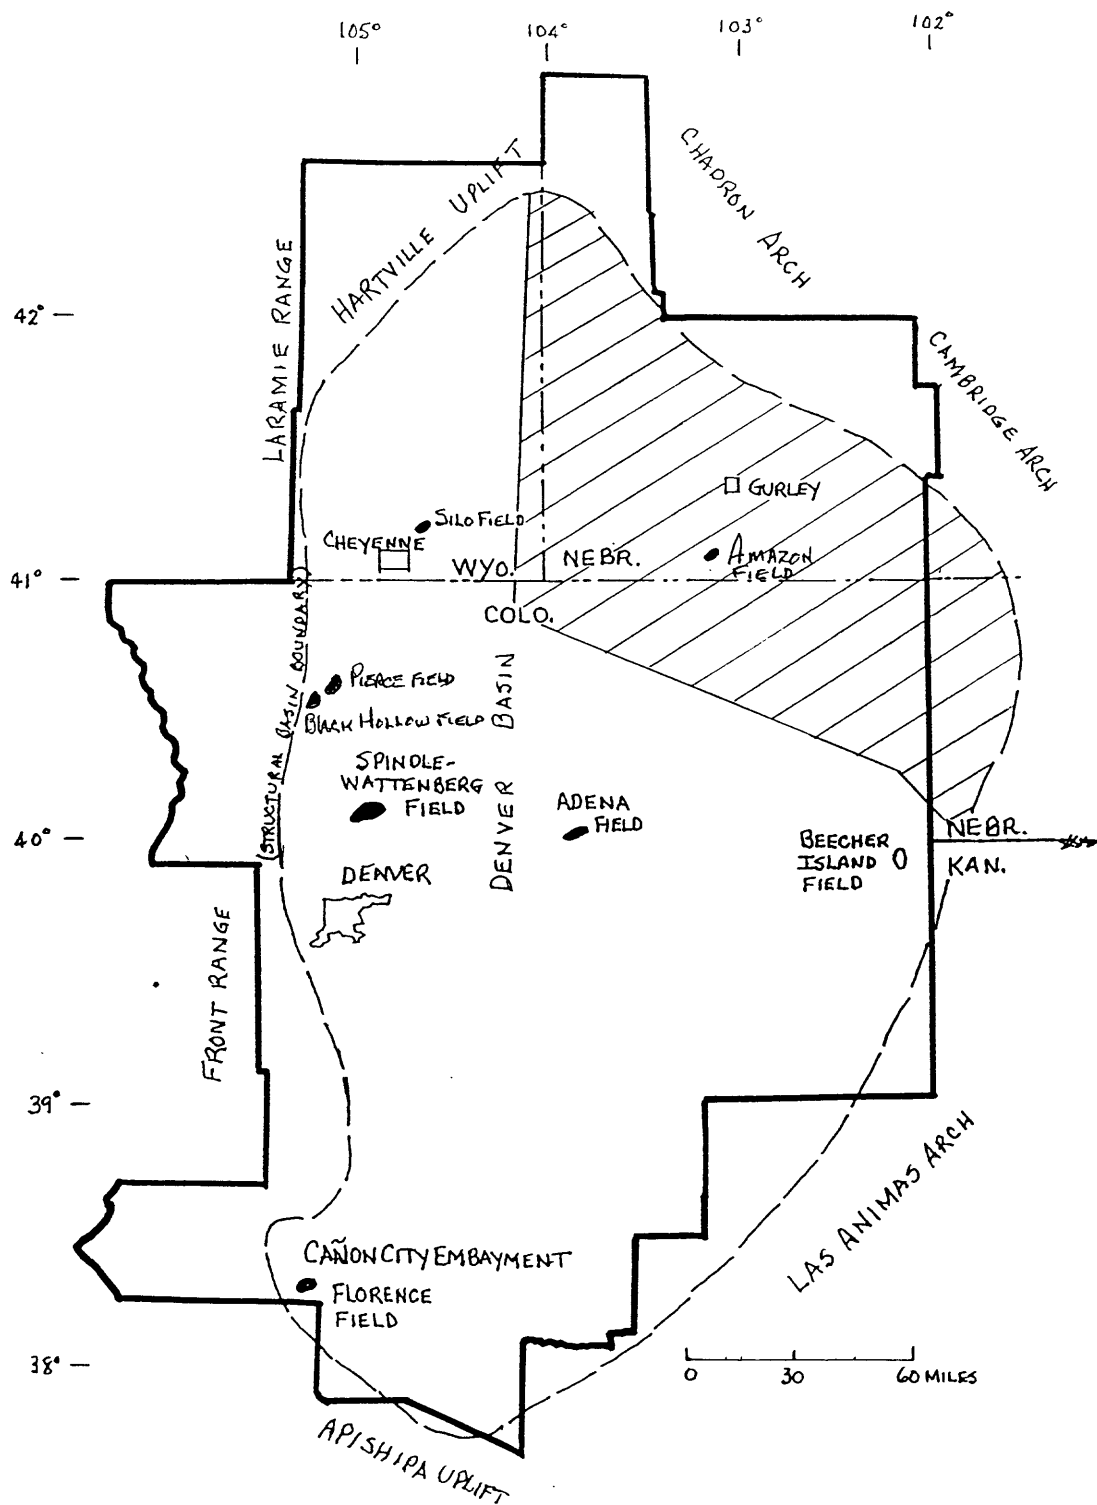 105°
104°
103°
102°
CHADRON ARCH
HARTVILLE UPLIFT
LARAMIE RANGE
42°
CAMBRIDGE ARCH
GURLEY
SILO FIELD
CHEYENNE
AMAZON
FIELD
WYO.
NEBR.
41°
COLO.
(STRUCTURAL BASIN BOUNDARY)
PIERCE FIELD
BLACK HOLLOW FIELD
DENVER BASIN
SPINDLE-
WATTENBERG
FIELD
ADENA
FIELD
40°
NEBR.
BEECHER
ISLAND
FIELD
KAN.
DENVER
FRONT RANGE
39°
LAS ANIMAS ARCH
CAÑON CITY EMBAYMENT
FLORENCE
FIELD
38°
0 30 60 MILES
APISHIPA UPLIFT